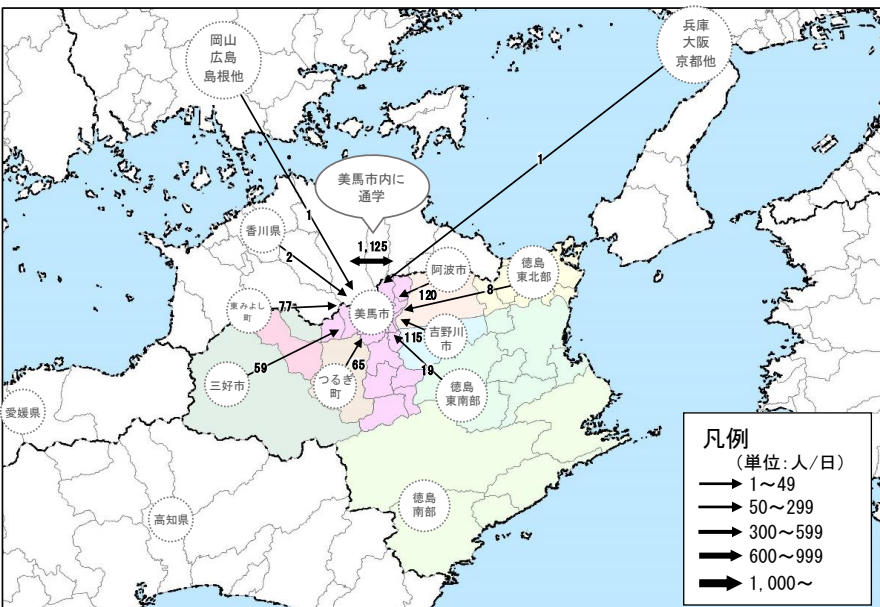 岡山
広島
島根他
兵庫
大阪
京都他
1
1
美馬市内に
通学
1,125
香川県
2
阿波市
徳島
東北部
120
8
東みよし
町
77
美馬市
吉野川
市
115
59
65
19
三好市
つるぎ
町
徳島
東南部
愛媛県
高知県
徳島
南部
凡例
(単位:人/日)
1～49
50～299
300～599
600～999
1,000～